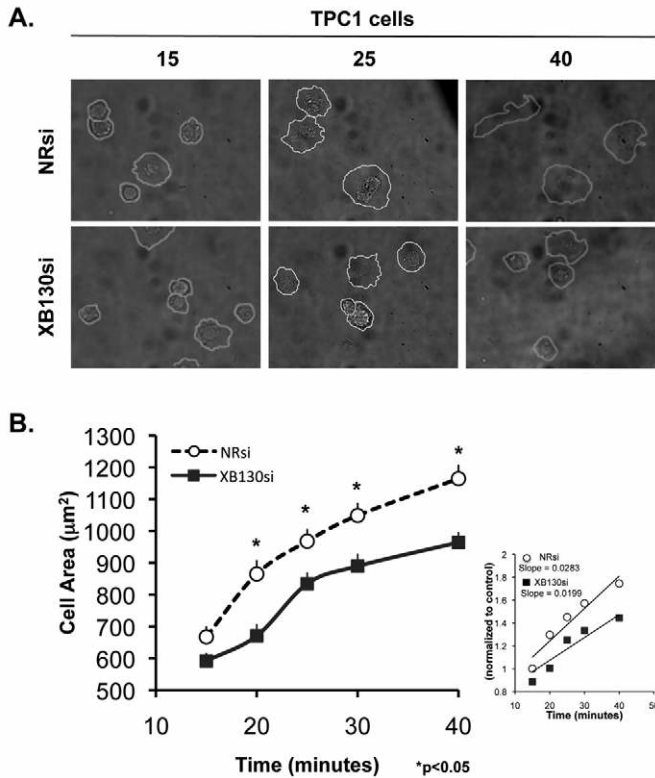 A.
TPC1 cells
15 25 40
NRsi
XB130si
B.
Cell Area (μm²)
1300
1200
1100
1000
900
800
700
600
500
NRsi
XB130si
*
*
*
*
10 20 30 40
Time (minutes)
*p<0.05
(normalized to control)
2
1.8
1.6
1.4
1.2
1
0.8
NRsi
Slope = 0.0283
XB130si
Slope = 0.0199
10 20 30 40 50
Time (minutes)